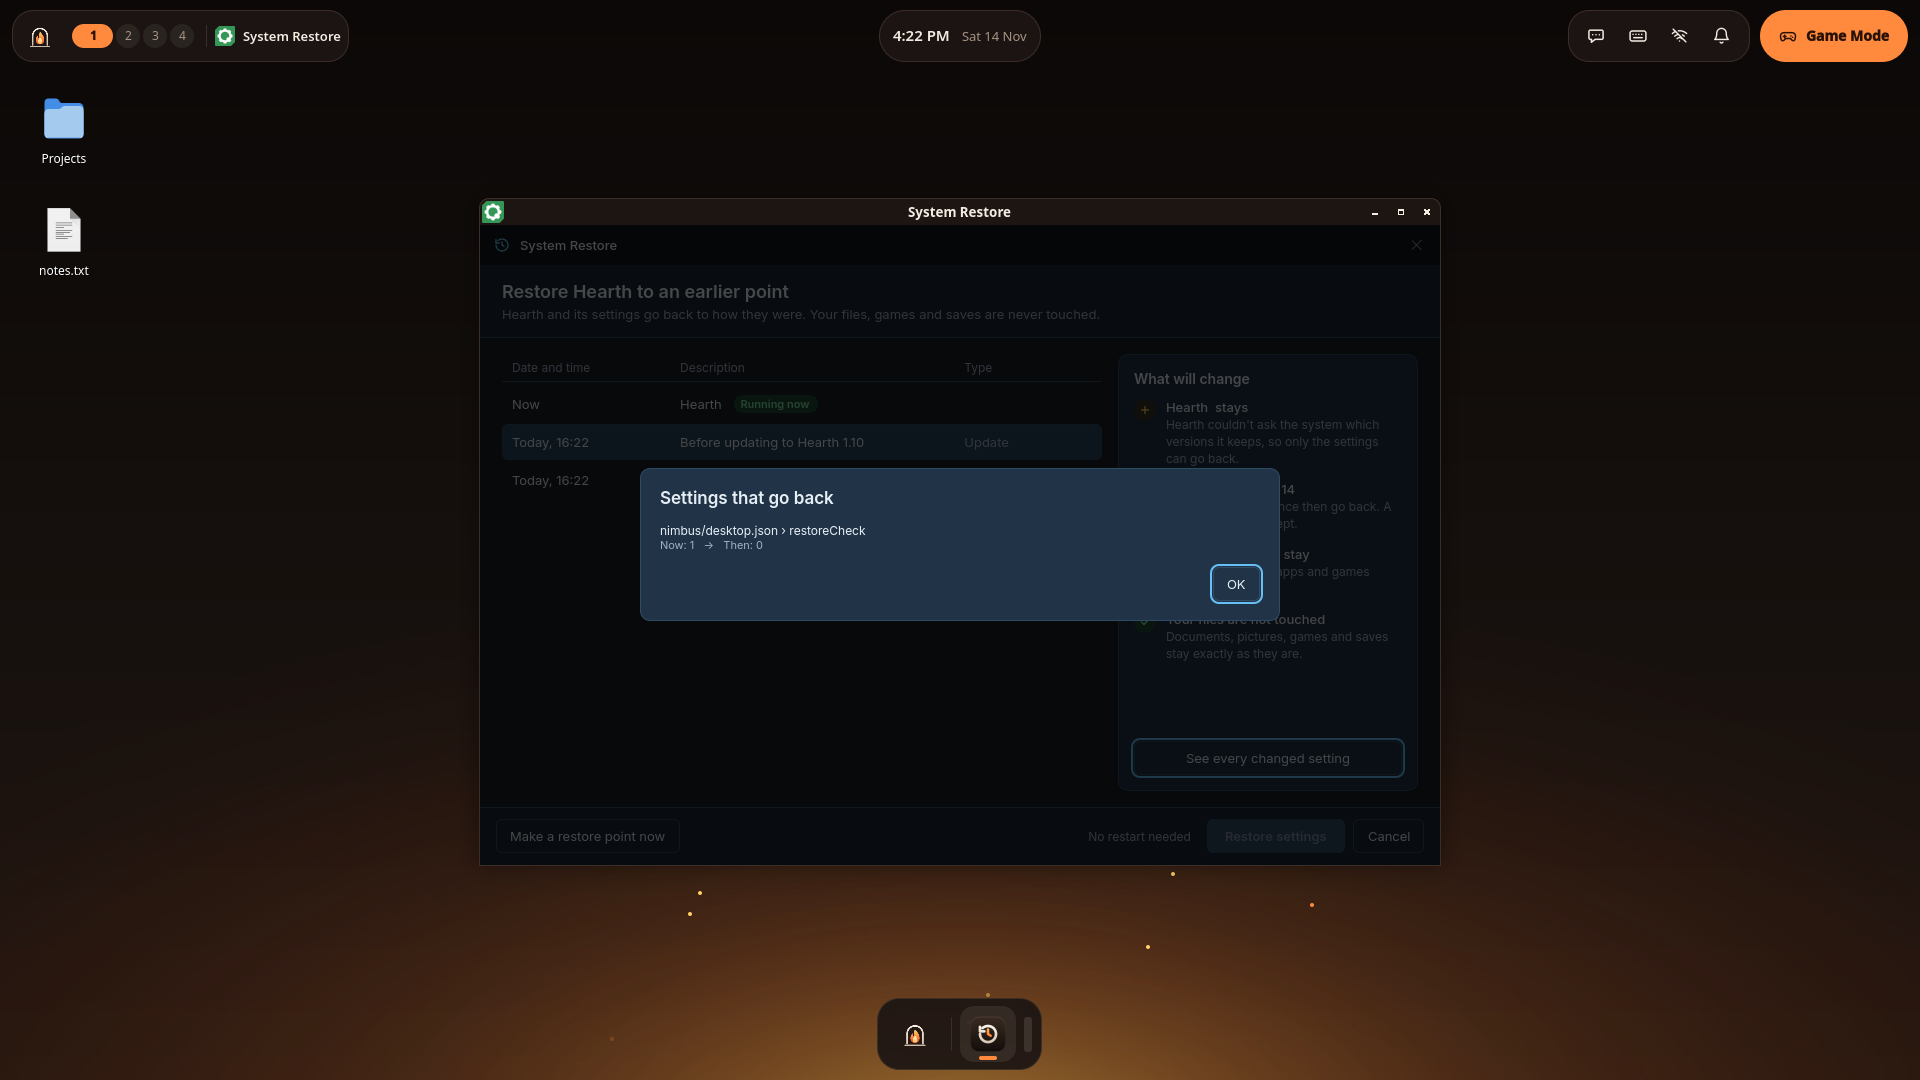 1 2 3 4 System Restore
4:22 PM Sat 14 Nov
Game Mode
Projects
notes.txt
System Restore
System Restore
Restore Hearth to an earlier point
Hearth and its settings go back to how they were. Your files, games and saves are never touched.
Date and time Description Type
Now Hearth Running now
Today, 16:22 Before updating to Hearth 1.10 Update
Today, 16:22
What will change
Hearth stays
Hearth couldn't ask the system which
versions it keeps, so only the settings
can go back.
14
then go back. A
stay
apps and games
Your files are not touched
Documents, pictures, games and saves
stay exactly as they are.
See every changed setting
Settings that go back
nimbus/desktop.json › restoreCheck
Now: 1 → Then: 0
OK
Make a restore point now
No restart needed
Restore settings
Cancel